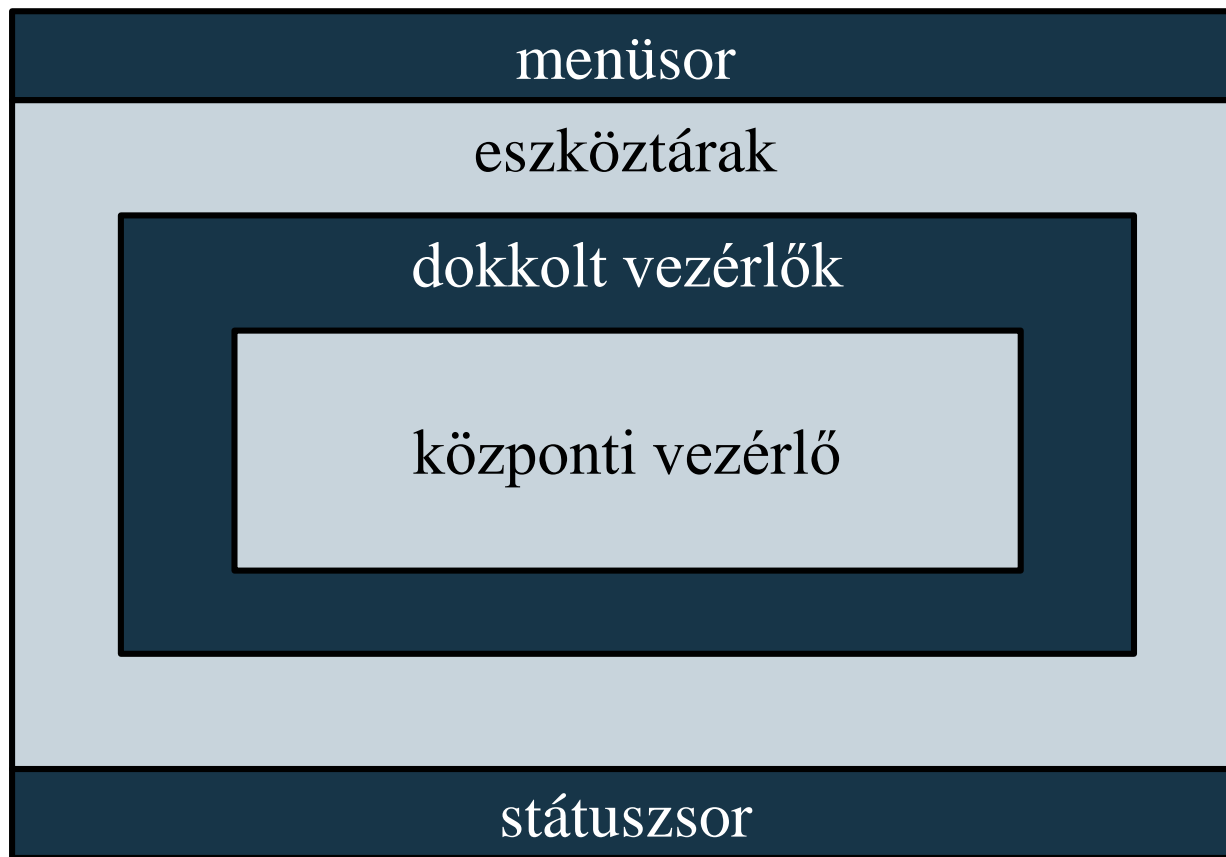 menüsor
eszköztárak
dokkolt vezérlők
központi vezérlő
státuszsor